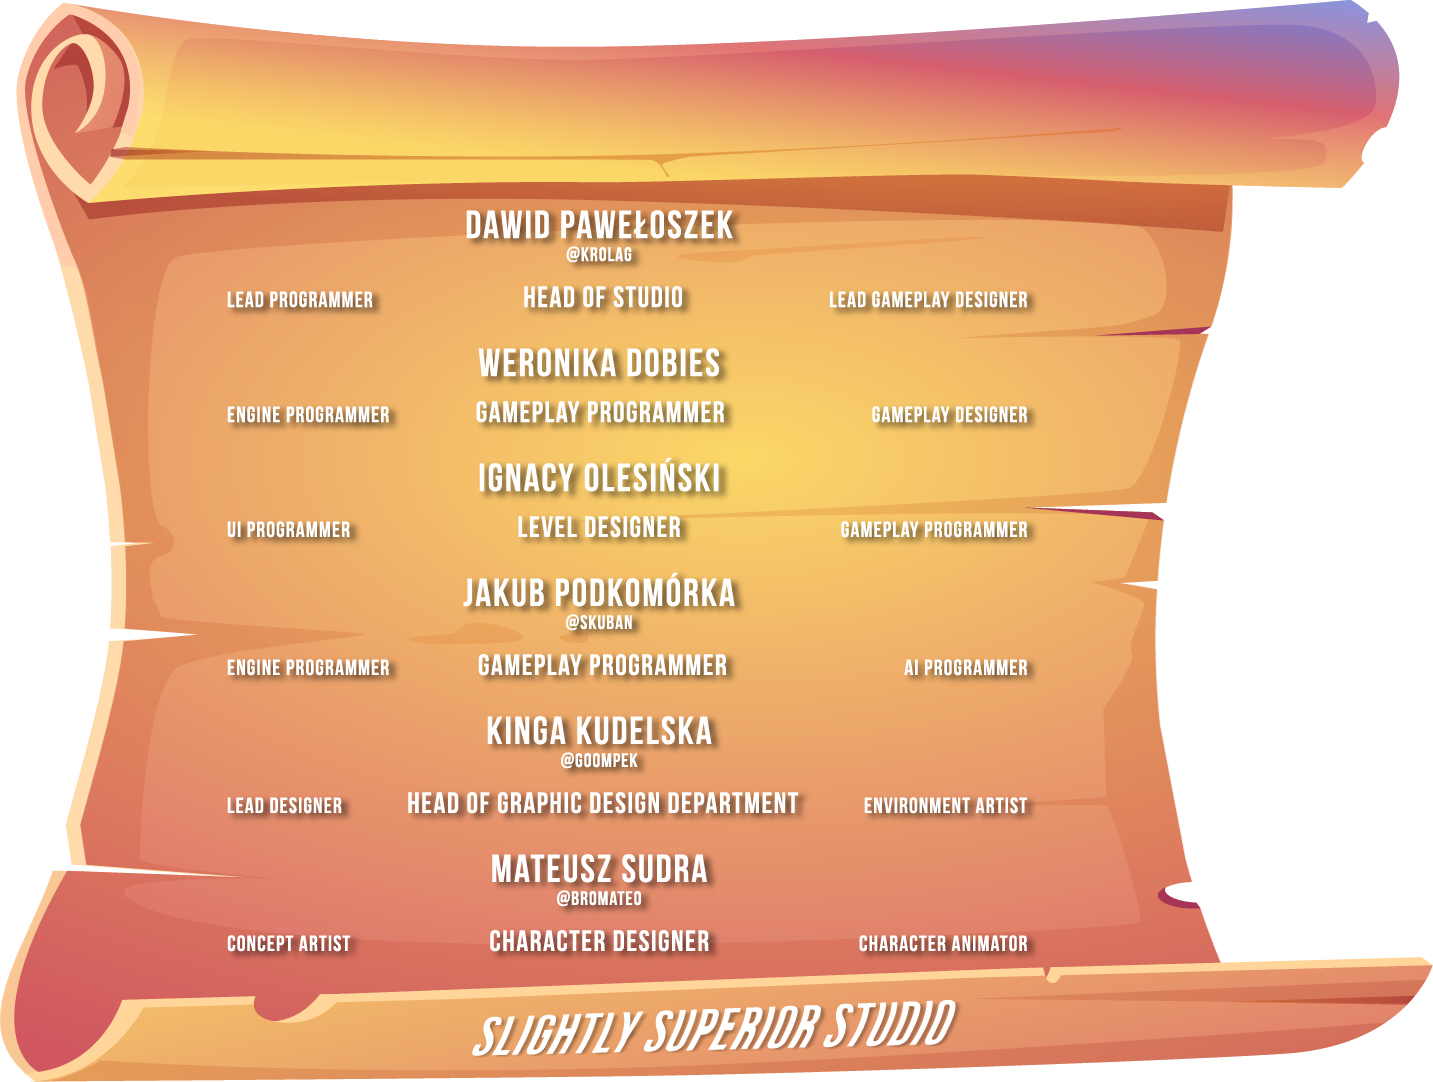 DAWID PAWEŁOSZEK
@KROLAG
LEAD PROGRAMMER HEAD OF STUDIO LEAD GAMEPLAY DESIGNER
WERONIKA DOBIES
ENGINE PROGRAMMER GAMEPLAY PROGRAMMER GAMEPLAY DESIGNER
IGNACY OLESIŃSKI
UI PROGRAMMER LEVEL DESIGNER GAMEPLAY PROGRAMMER
JAKUB PODKOMÓRKA
@SKUBAN
ENGINE PROGRAMMER GAMEPLAY PROGRAMMER AI PROGRAMMER
KINGA KUDELSKA
@GOOMPEK
LEAD DESIGNER HEAD OF GRAPHIC DESIGN DEPARTMENT ENVIRONMENT ARTIST
MATEUSZ SUDRA
@BROMATEO
CONCEPT ARTIST CHARACTER DESIGNER CHARACTER ANIMATOR
SLIGHTLY SUPERIOR STUDIO